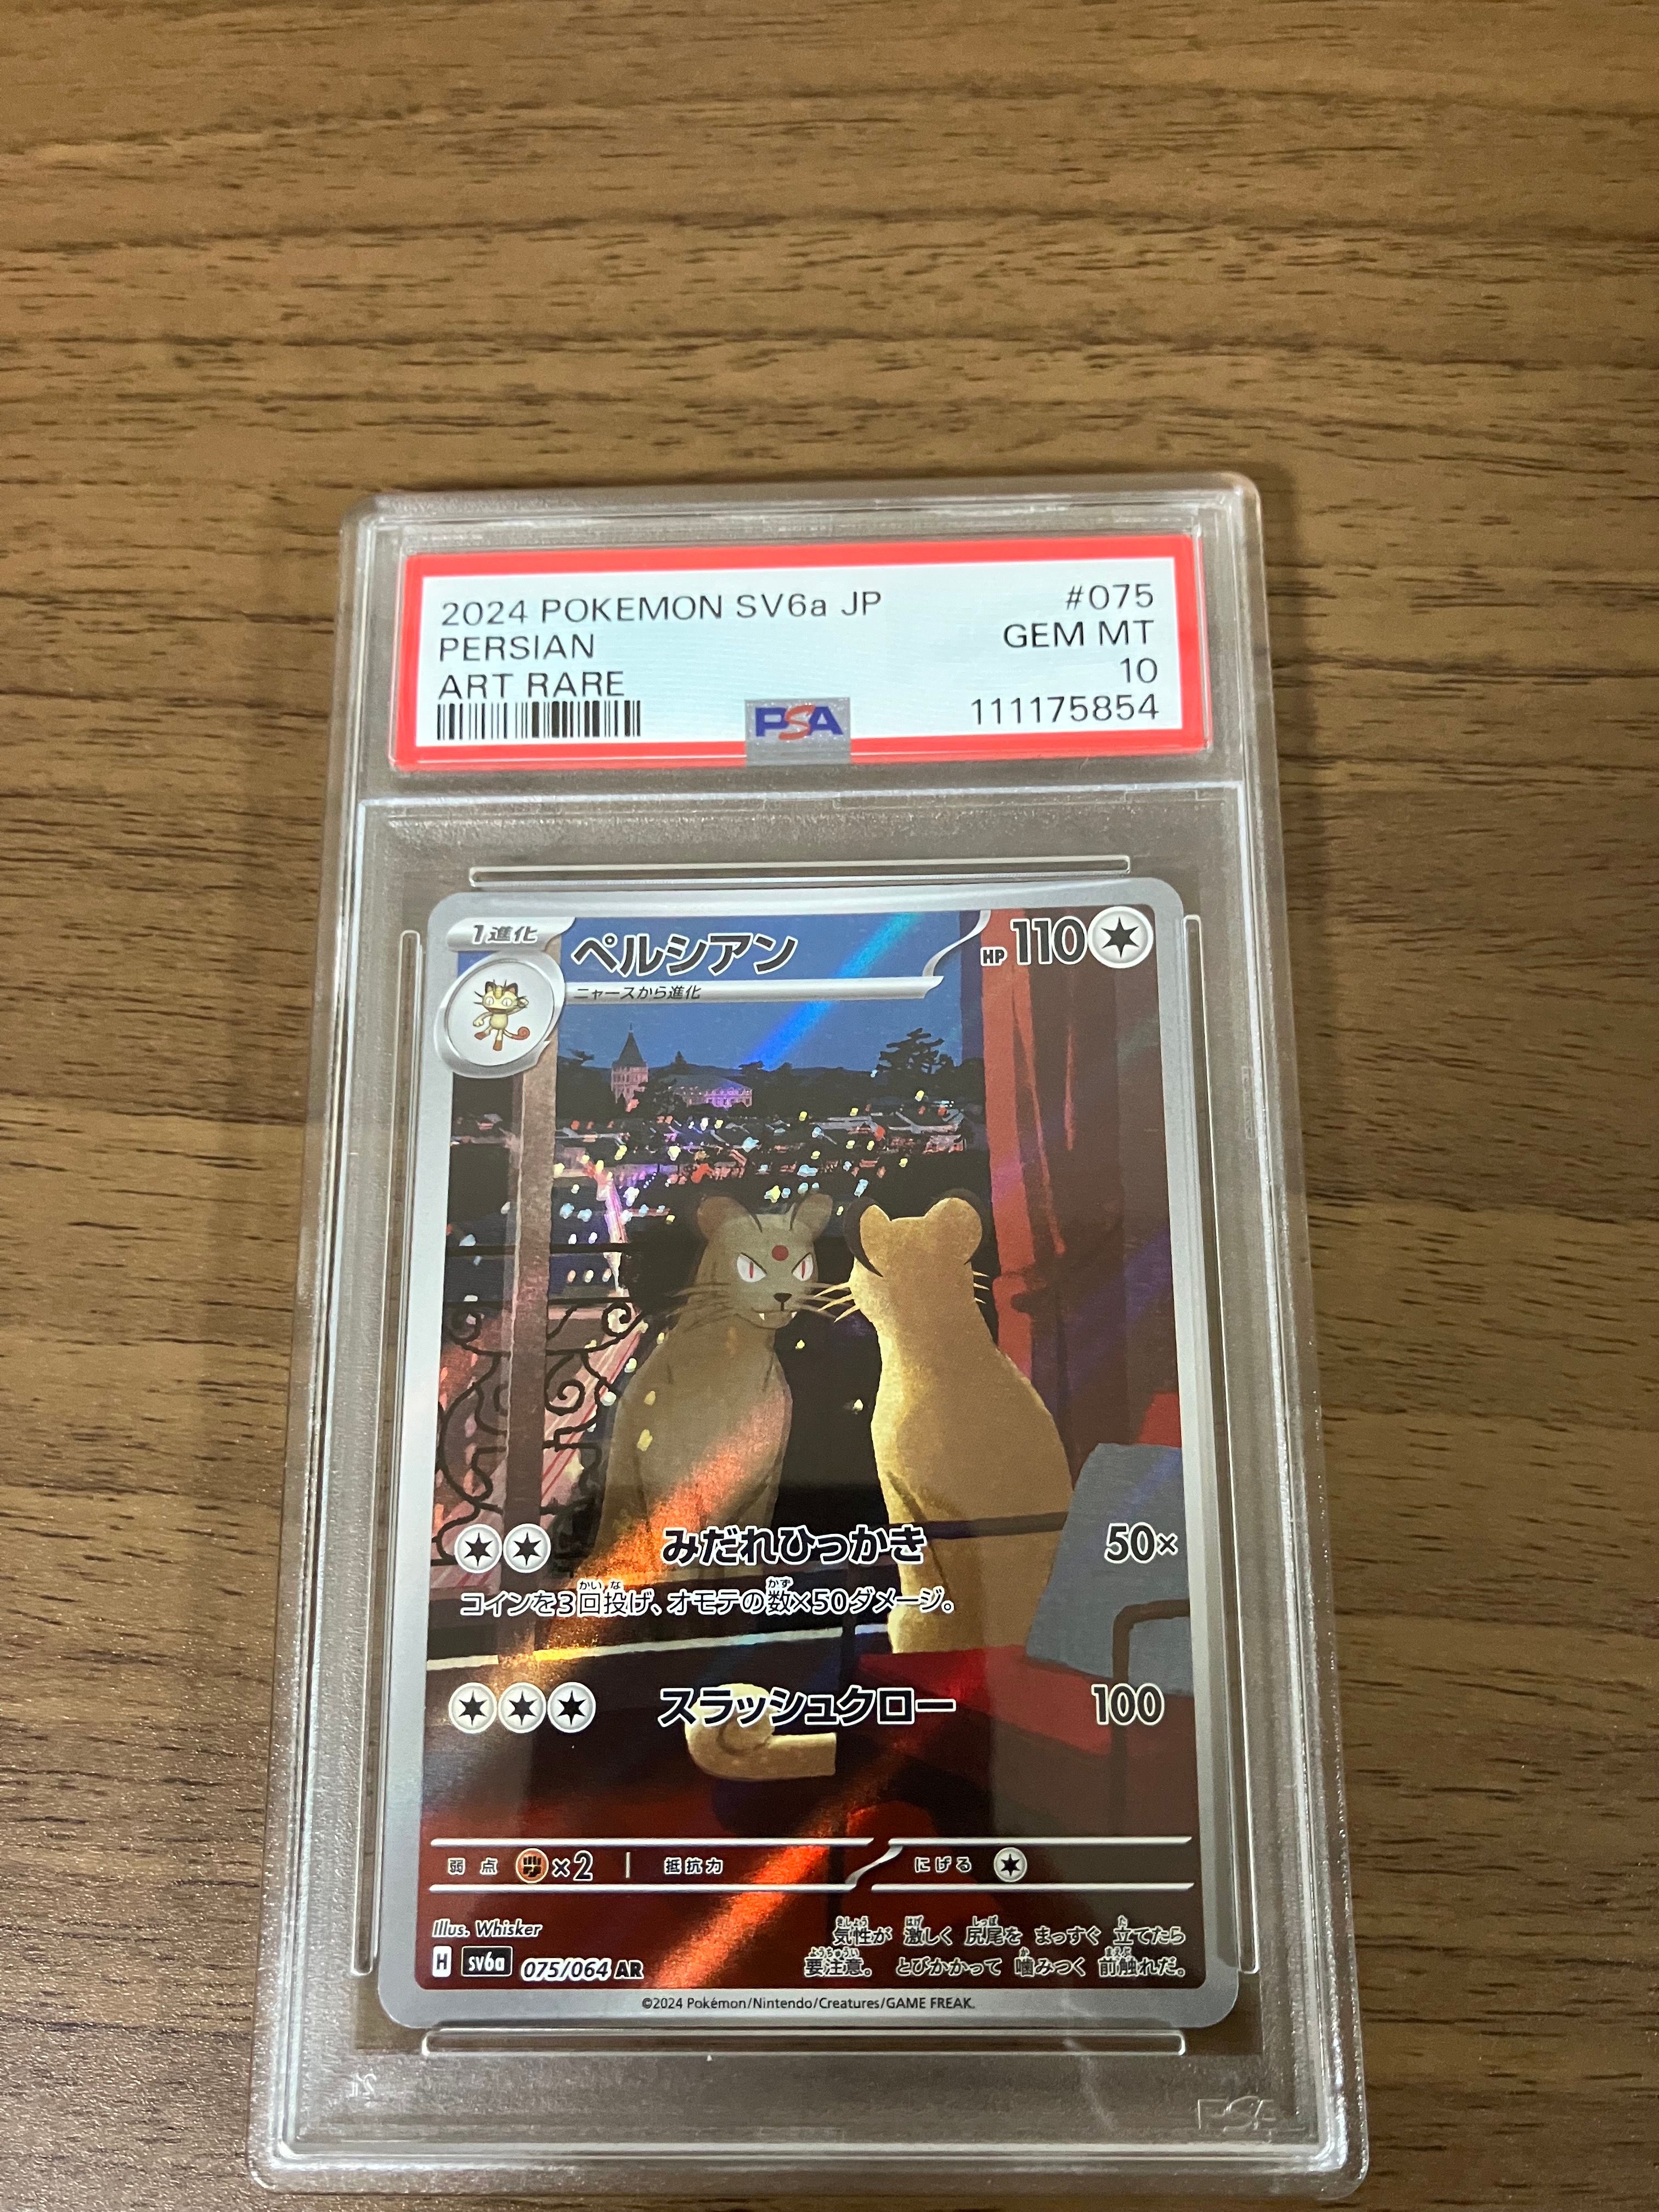 2024 POKEMON SV6a JP #075
PERSIAN GEM MT
ART RARE 10
PSA 111175854
1進化 ペルシアン HP110
ニャースから進化
みだれひっかき 50×
コインを3回投げ、オモテの数×50ダメージ。
スラッシュクロー 100
弱点 ×2 抵抗力 にげる
Illus. Whisker
気性が 激しく 尻尾を まっすぐ 立てたら
要注意。 とびかかって 噛みつく 前触れだ。
H sv6a 075/064 AR
©2024 Pokémon/Nintendo/Creatures/GAME FREAK.
PSA